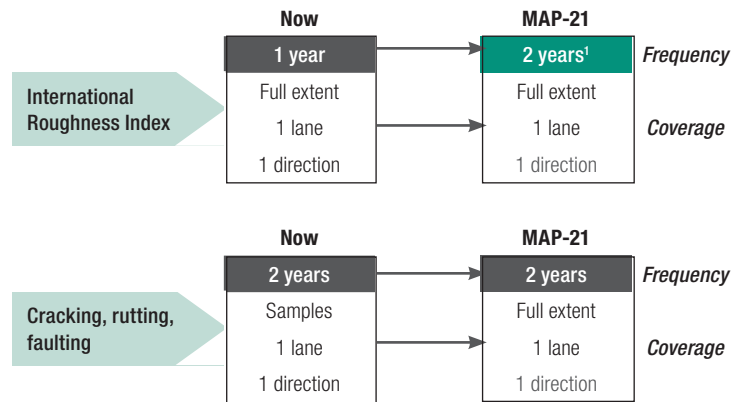 Now MAP-21
1 year 2 years¹ Frequency
International
Roughness Index
Full extent Full extent
1 lane 1 lane Coverage
1 direction 1 direction
Now MAP-21
2 years 2 years Frequency
Cracking, rutting,
faulting
Samples Full extent
1 lane 1 lane Coverage
1 direction 1 direction